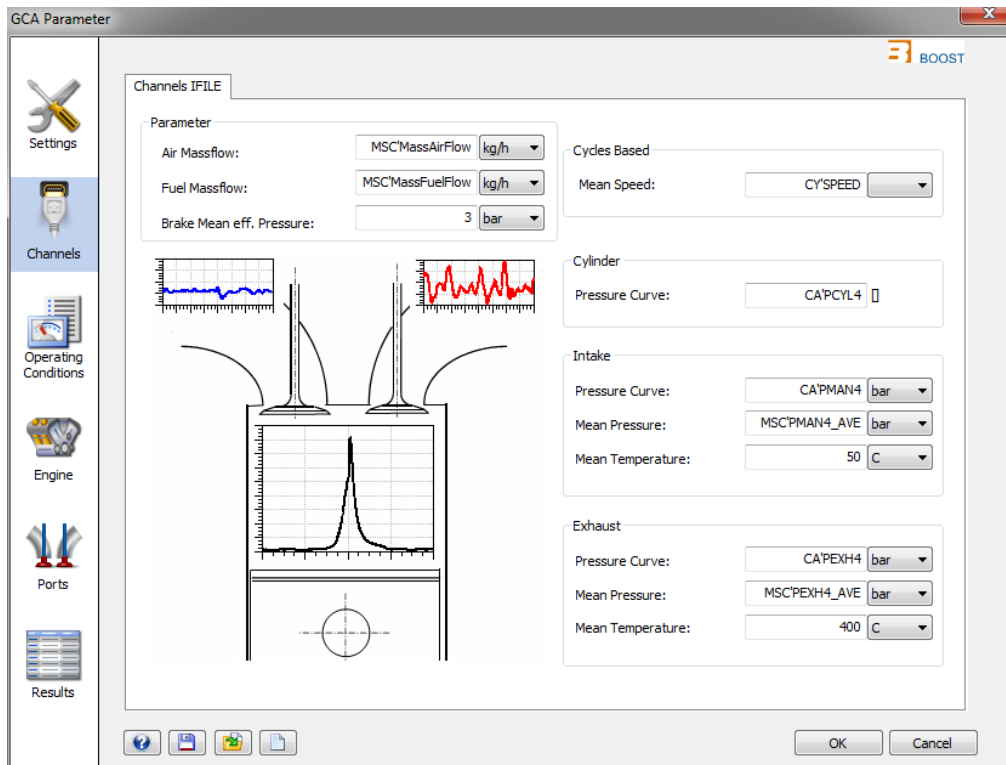 GCA Parameter
BOOST
Settings
Channels
Operating
Conditions
Engine
Ports
Results
Channels IFILE
Parameter
Air Massflow: MSC'MassAirFlow kg/h
Fuel Massflow: MSC'MassFuelFlow kg/h
Brake Mean eff. Pressure: 3 bar
Cycles Based
Mean Speed: CY'SPEED
Cylinder
Pressure Curve: CA'PCYL4 []
Intake
Pressure Curve: CA'PMAN4 bar
Mean Pressure: MSC'PMAN4_AVE bar
Mean Temperature: 50 C
Exhaust
Pressure Curve: CA'PEXH4 bar
Mean Pressure: MSC'PEXH4_AVE bar
Mean Temperature: 400 C
OK
Cancel